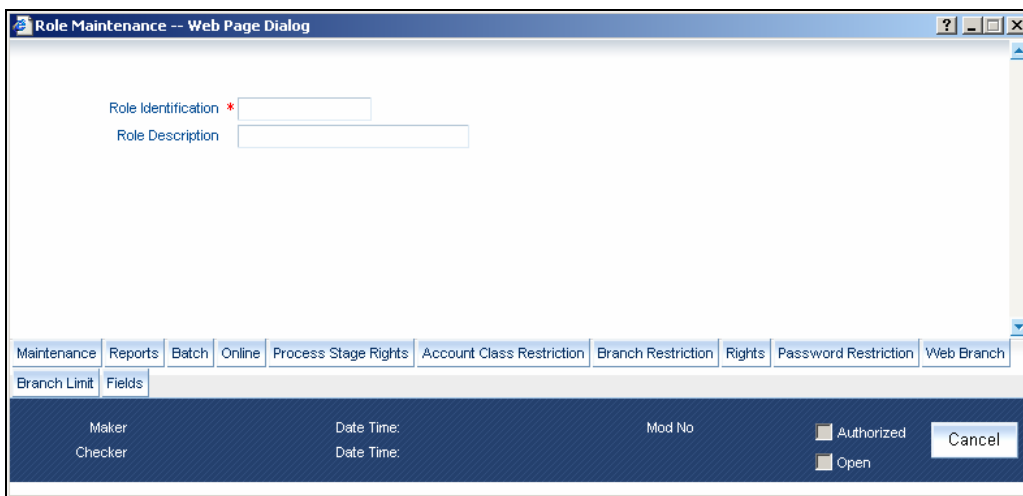 Role Maintenance -- Web Page Dialog
Role Identification *
Role Description
Maintenance Reports Batch Online Process Stage Rights Account Class Restriction Branch Restriction Rights Password Restriction Web Branch
Branch Limit Fields
Maker Date Time: Mod No Authorized Cancel
Checker Date Time: Open